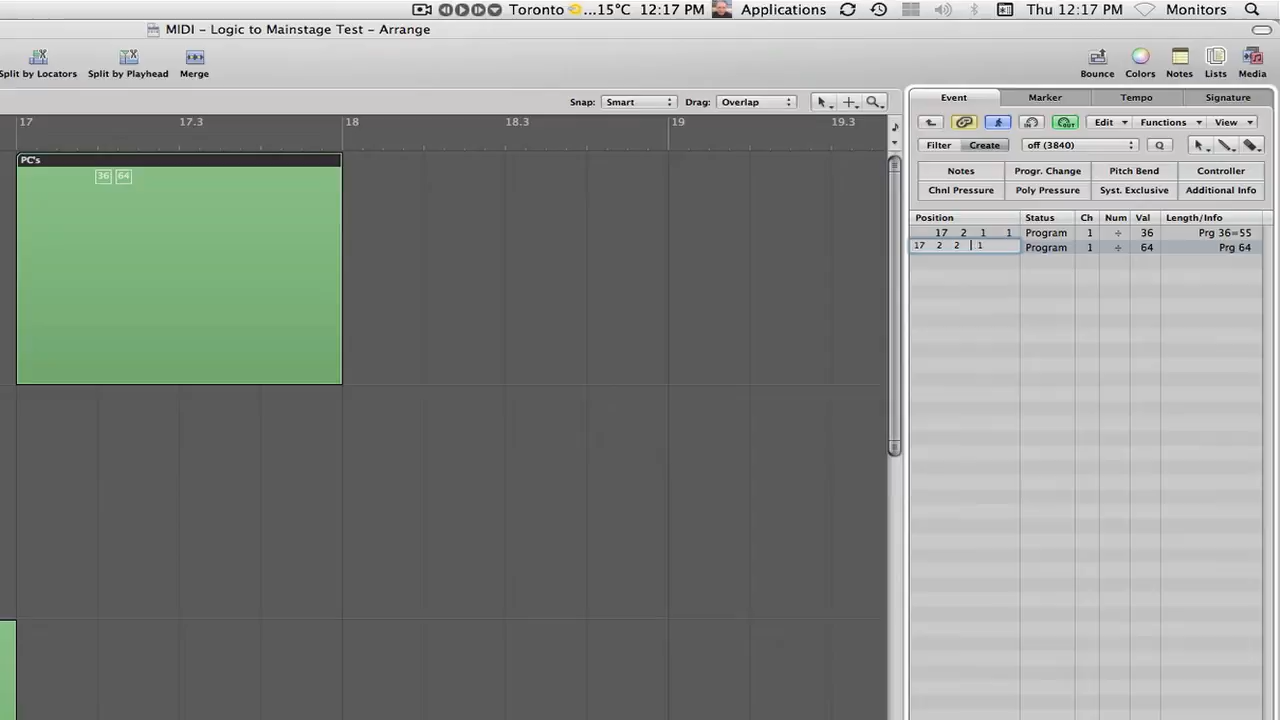 Toronto ...15°C 12:17 PM Applications Thu 12:17 PM Monitors
MIDI – Logic to Mainstage Test – Arrange
Split by Locators Split by Playhead Merge Bounce Colors Notes Lists Media
Event Marker Tempo Signature
Snap: Smart Drag: Overlap
17 17.3 18 18.3 19 19.3
IN OUT Edit Functions View
Filter Create off (3840) Q
PC's
36 64
Notes Progr. Change Pitch Bend Controller
Chnl Pressure Poly Pressure Syst. Exclusive Additional Info
Position Status Ch Num Val Length/Info
17 2 1 1 Program 1 ÷ 36 Prg 36=55
17 2 2 1 Program 1 ÷ 64 Prg 64